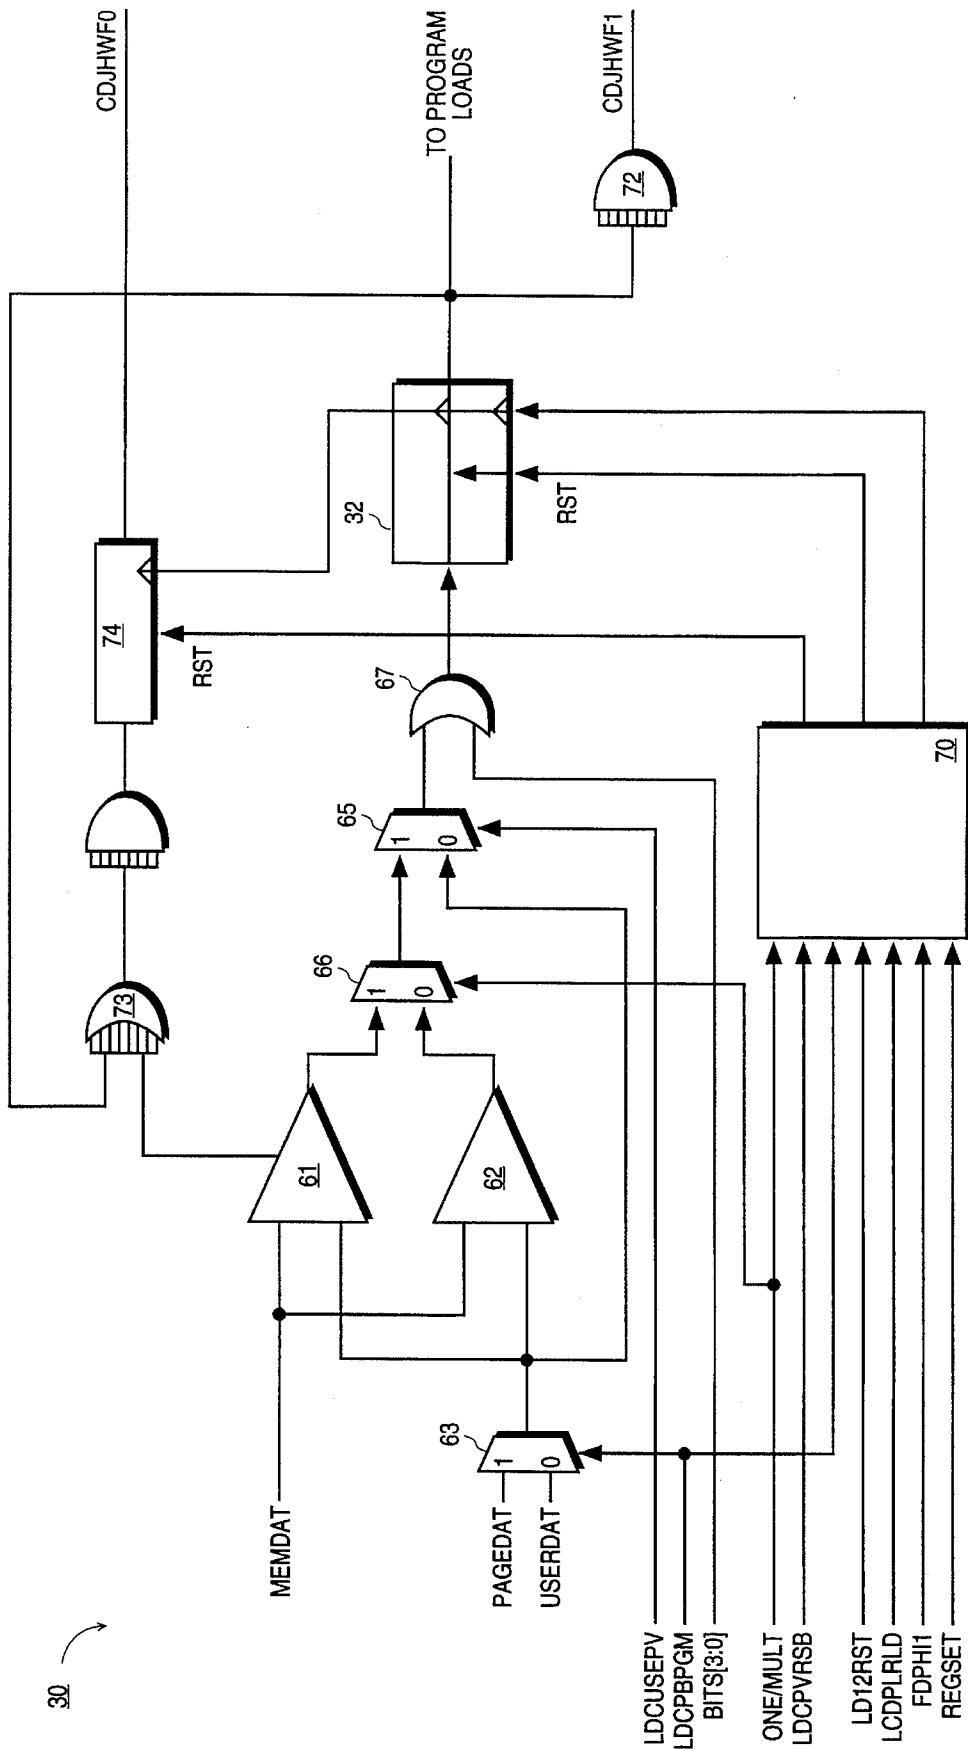 30
MEMDAT
PAGEDAT
USERDAT
LDCUSEPV
LDCPBPGM
BITS[3:0]
ONE/MULT
LDCPVRSB
LD12RST
LCDPLRLD
FDPHI1
REGSET
63
1
0
61
62
73
66
1
0
65
1
0
67
70
74
RST
32
RST
72
CDJHWF0
TO PROGRAM
LOADS
CDJHWF1